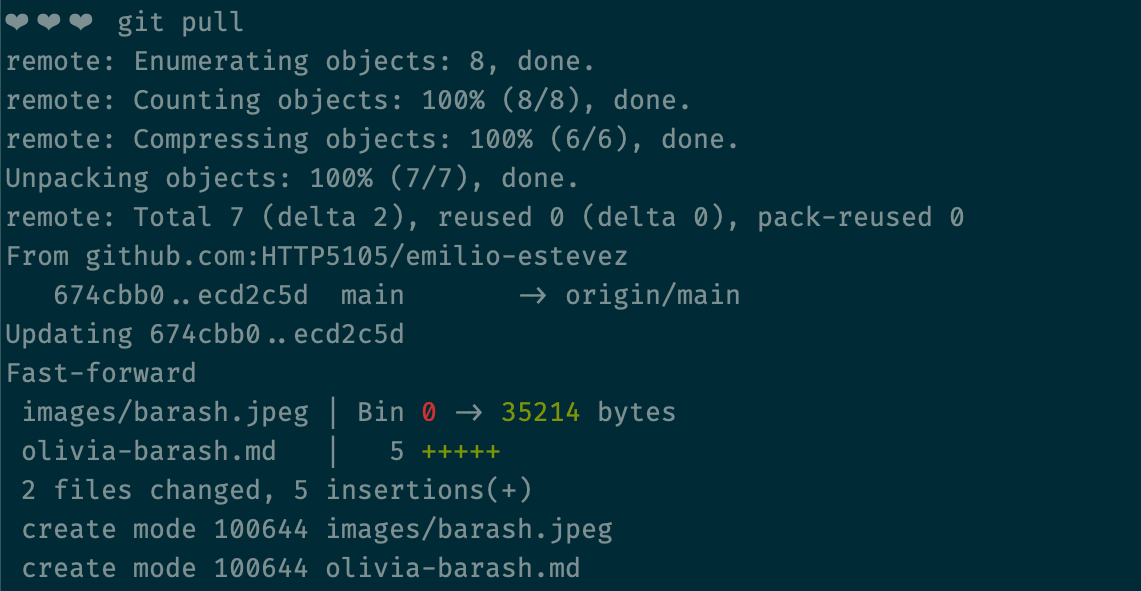 ❤❤❤ git pull
remote: Enumerating objects: 8, done.
remote: Counting objects: 100% (8/8), done.
remote: Compressing objects: 100% (6/6), done.
Unpacking objects: 100% (7/7), done.
remote: Total 7 (delta 2), reused 0 (delta 0), pack-reused 0
From github.com:HTTP5105/emilio-estevez
   674cbb0..ecd2c5d  main       -> origin/main
Updating 674cbb0..ecd2c5d
Fast-forward
 images/barash.jpeg | Bin 0 -> 35214 bytes
 olivia-barash.md   |   5 +++++
 2 files changed, 5 insertions(+)
 create mode 100644 images/barash.jpeg
 create mode 100644 olivia-barash.md